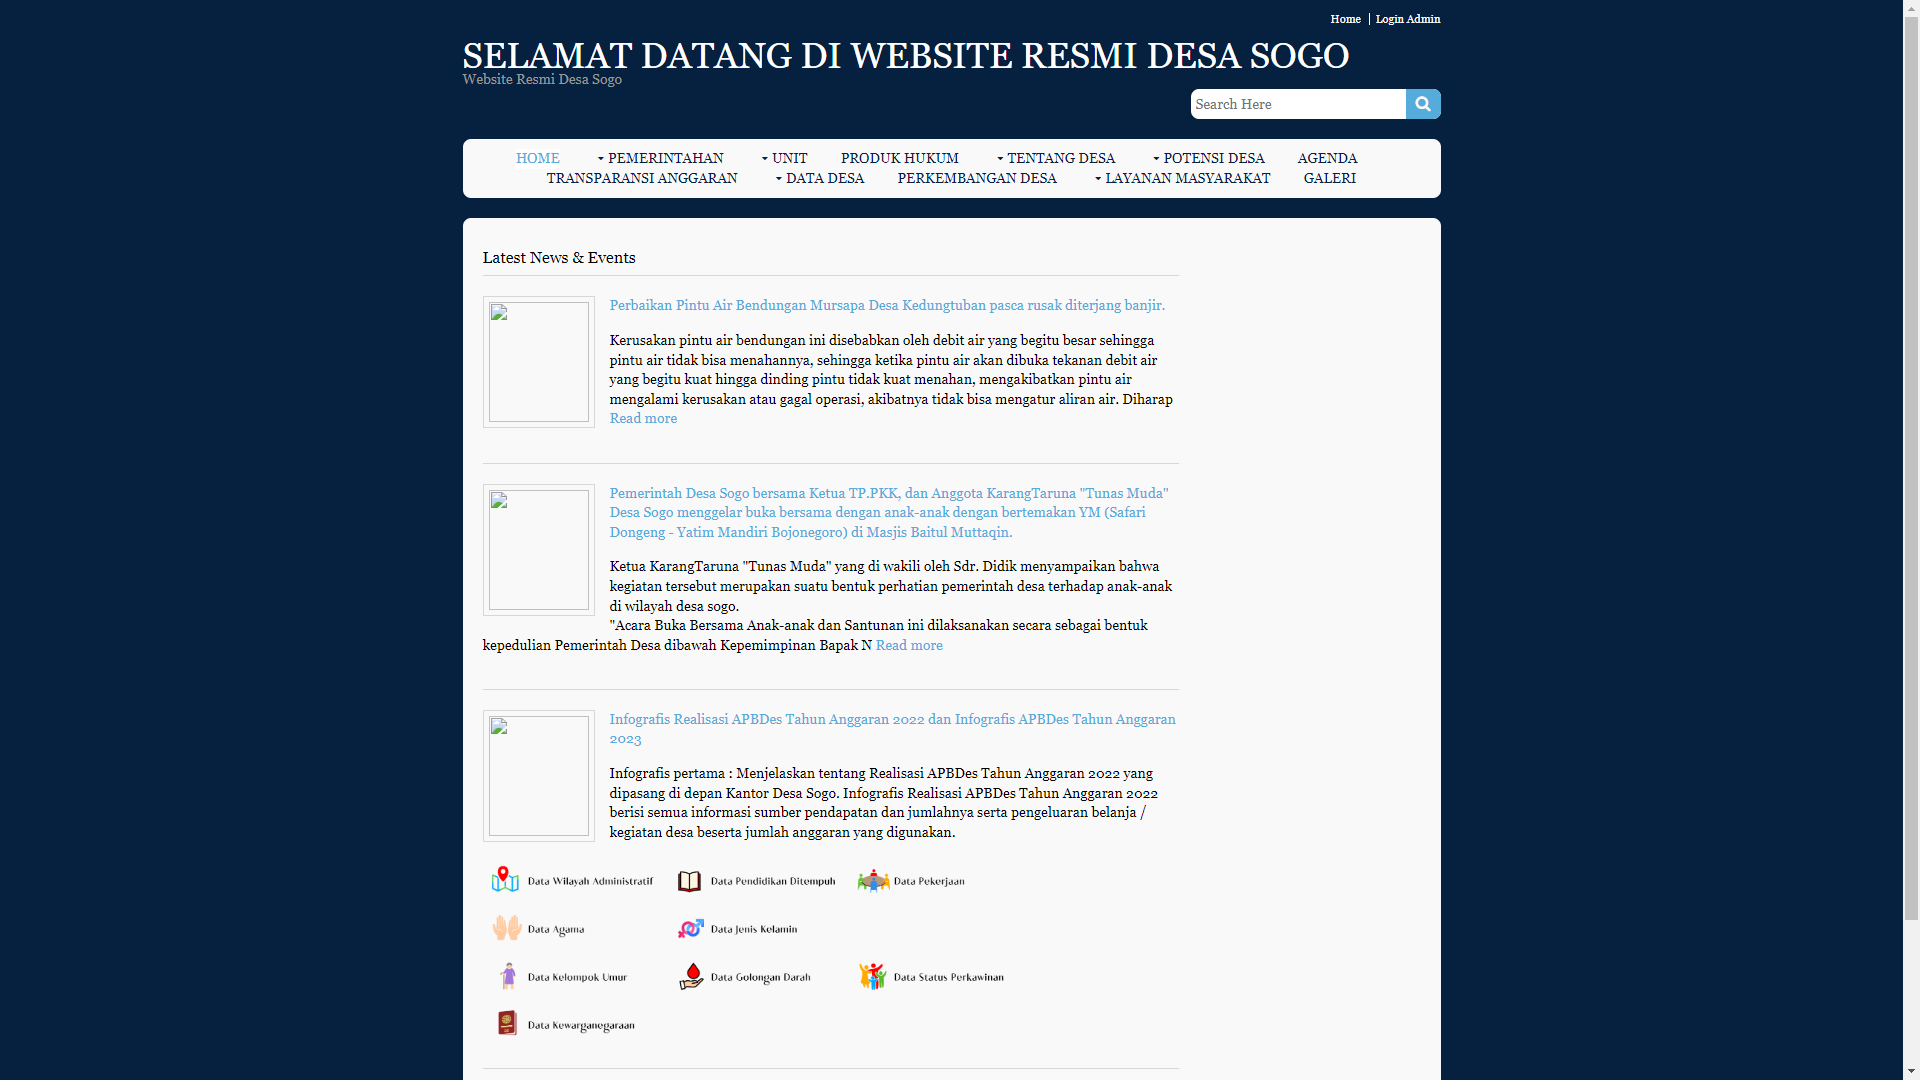 Home
Login Admin
SELAMAT DATANG DI WEBSITE RESMI DESA SOGO
Website Resmi Desa Sogo
Search Here
HOME PEMERINTAHAN UNIT PRODUK HUKUM TENTANG DESA POTENSI DESA AGENDA
TRANSPARANSI ANGGARAN DATA DESA PERKEMBANGAN DESA LAYANAN MASYARAKAT GALERI
Latest News & Events
Perbaikan Pintu Air Bendungan Mursapa Desa Kedungtuban pasca rusak diterjang banjir.
Kerusakan pintu air bendungan ini disebabkan oleh debit air yang begitu besar sehingga
pintu air tidak bisa menahannya, sehingga ketika pintu air akan dibuka tekanan debit air
yang begitu kuat hingga dinding pintu tidak kuat menahan, mengakibatkan pintu air
mengalami kerusakan atau gagal operasi, akibatnya tidak bisa mengatur aliran air. Diharap
Read more
Pemerintah Desa Sogo bersama Ketua TP.PKK, dan Anggota KarangTaruna "Tunas Muda"
Desa Sogo menggelar buka bersama dengan anak-anak dengan bertemakan YM (Safari
Dongeng - Yatim Mandiri Bojonegoro) di Masjis Baitul Muttaqin.
Ketua KarangTaruna "Tunas Muda" yang di wakili oleh Sdr. Didik menyampaikan bahwa
kegiatan tersebut merupakan suatu bentuk perhatian pemerintah desa terhadap anak-anak
di wilayah desa sogo.
"Acara Buka Bersama Anak-anak dan Santunan ini dilaksanakan secara sebagai bentuk
kepedulian Pemerintah Desa dibawah Kepemimpinan Bapak N Read more
Infografis Realisasi APBDes Tahun Anggaran 2022 dan Infografis APBDes Tahun Anggaran
2023
Infografis pertama : Menjelaskan tentang Realisasi APBDes Tahun Anggaran 2022 yang
dipasang di depan Kantor Desa Sogo. Infografis Realisasi APBDes Tahun Anggaran 2022
berisi semua informasi sumber pendapatan dan jumlahnya serta pengeluaran belanja /
kegiatan desa beserta jumlah anggaran yang digunakan.
Data Wilayah Administratif Data Pendidikan Ditempuh Data Pekerjaan
Data Agama Data Jenis Kelamin
Data Kelompok Umur Data Golongan Darah Data Status Perkawinan
Data Kewarganegaraan